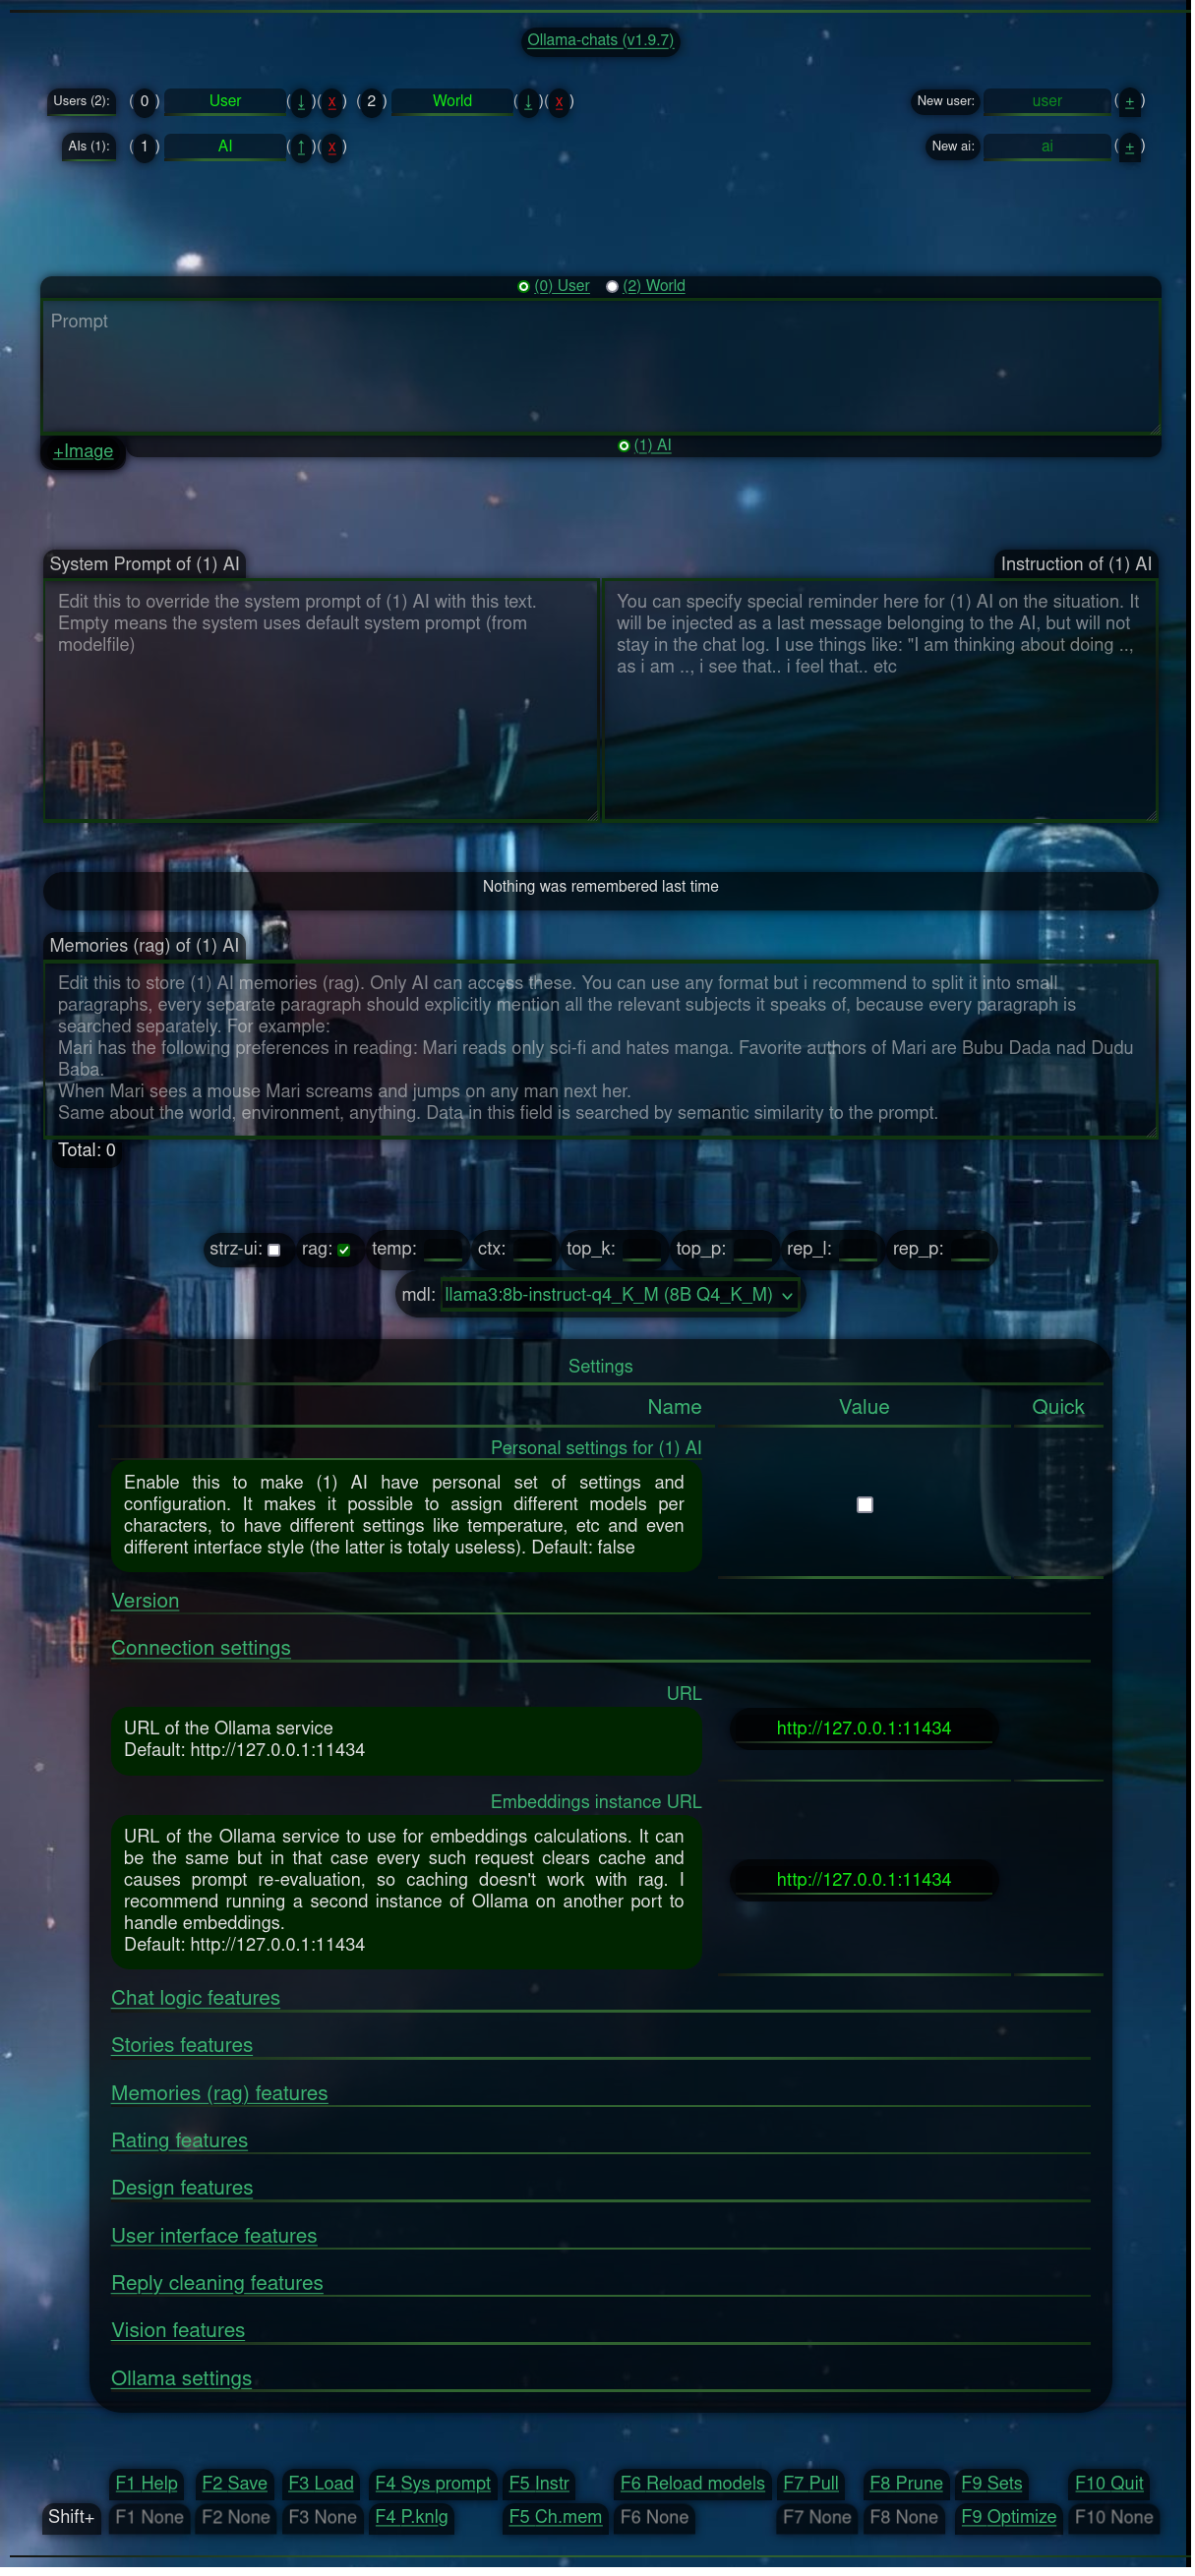 Ollama-chats (v1.9.7)
Users (2): ( 0 ) User ( ↓ )( x ) ( 2 ) World ( ↓ )( x ) New user: user ( + )
AIs (1): ( 1 ) AI ( ↑ )( x ) New ai: ai ( + )
(0) User (2) World
Prompt
+Image (1) AI
System Prompt of (1) AI
Edit this to override the system prompt of (1) AI with this text.
Empty means the system uses default system prompt (from
modelfile)
Instruction of (1) AI
You can specify special reminder here for (1) AI on the situation. It
will be injected as a last message belonging to the AI, but will not
stay in the chat log. I use things like: "I am thinking about doing ..,
as i am .., i see that.. i feel that.. etc
Nothing was remembered last time
Memories (rag) of (1) AI
Edit this to store (1) AI memories (rag). Only AI can access these. You can use any format but i recommend to split it into small
paragraphs, every separate paragraph should explicitly mention all the relevant subjects it speaks of, because every paragraph is
searched separately. For example:
Mari has the following preferences in reading: Mari reads only sci-fi and hates manga. Favorite authors of Mari are Bubu Dada nad Dudu
Baba.
When Mari sees a mouse Mari screams and jumps on any man next her.
Same about the world, environment, anything. Data in this field is searched by semantic similarity to the prompt.
Total: 0
strz-ui: rag: temp: ctx: top_k: top_p: rep_l: rep_p:
mdl: llama3:8b-instruct-q4_K_M (8B Q4_K_M)
Settings
Name Value Quick
Personal settings for (1) AI
Enable this to make (1) AI have personal set of settings and
configuration. It makes it possible to assign different models per
characters, to have different settings like temperature, etc and even
different interface style (the latter is totaly useless). Default: false
Version
Connection settings
URL
URL of the Ollama service
Default: http://127.0.0.1:11434
http://127.0.0.1:11434
Embeddings instance URL
URL of the Ollama service to use for embeddings calculations. It can
be the same but in that case every such request clears cache and
causes prompt re-evaluation, so caching doesn't work with rag. I
recommend running a second instance of Ollama on another port to
handle embeddings.
Default: http://127.0.0.1:11434
http://127.0.0.1:11434
Chat logic features
Stories features
Memories (rag) features
Rating features
Design features
User interface features
Reply cleaning features
Vision features
Ollama settings
F1 Help F2 Save F3 Load F4 Sys prompt F5 Instr F6 Reload models F7 Pull F8 Prune F9 Sets F10 Quit
Shift+ F1 None F2 None F3 None F4 P.knlg F5 Ch.mem F6 None F7 None F8 None F9 Optimize F10 None